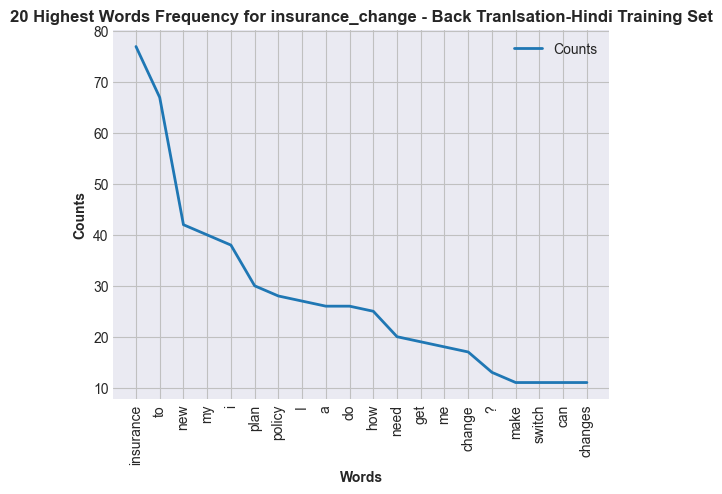 20 Highest Words Frequency for insurance_change - Back Tranlsation-Hindi Training Set
Counts
80
70
60
50
40
30
20
10
Counts
insurance
to
new
my
i
plan
policy
I
a
do
how
need
get
me
change
?
make
switch
can
changes
Words